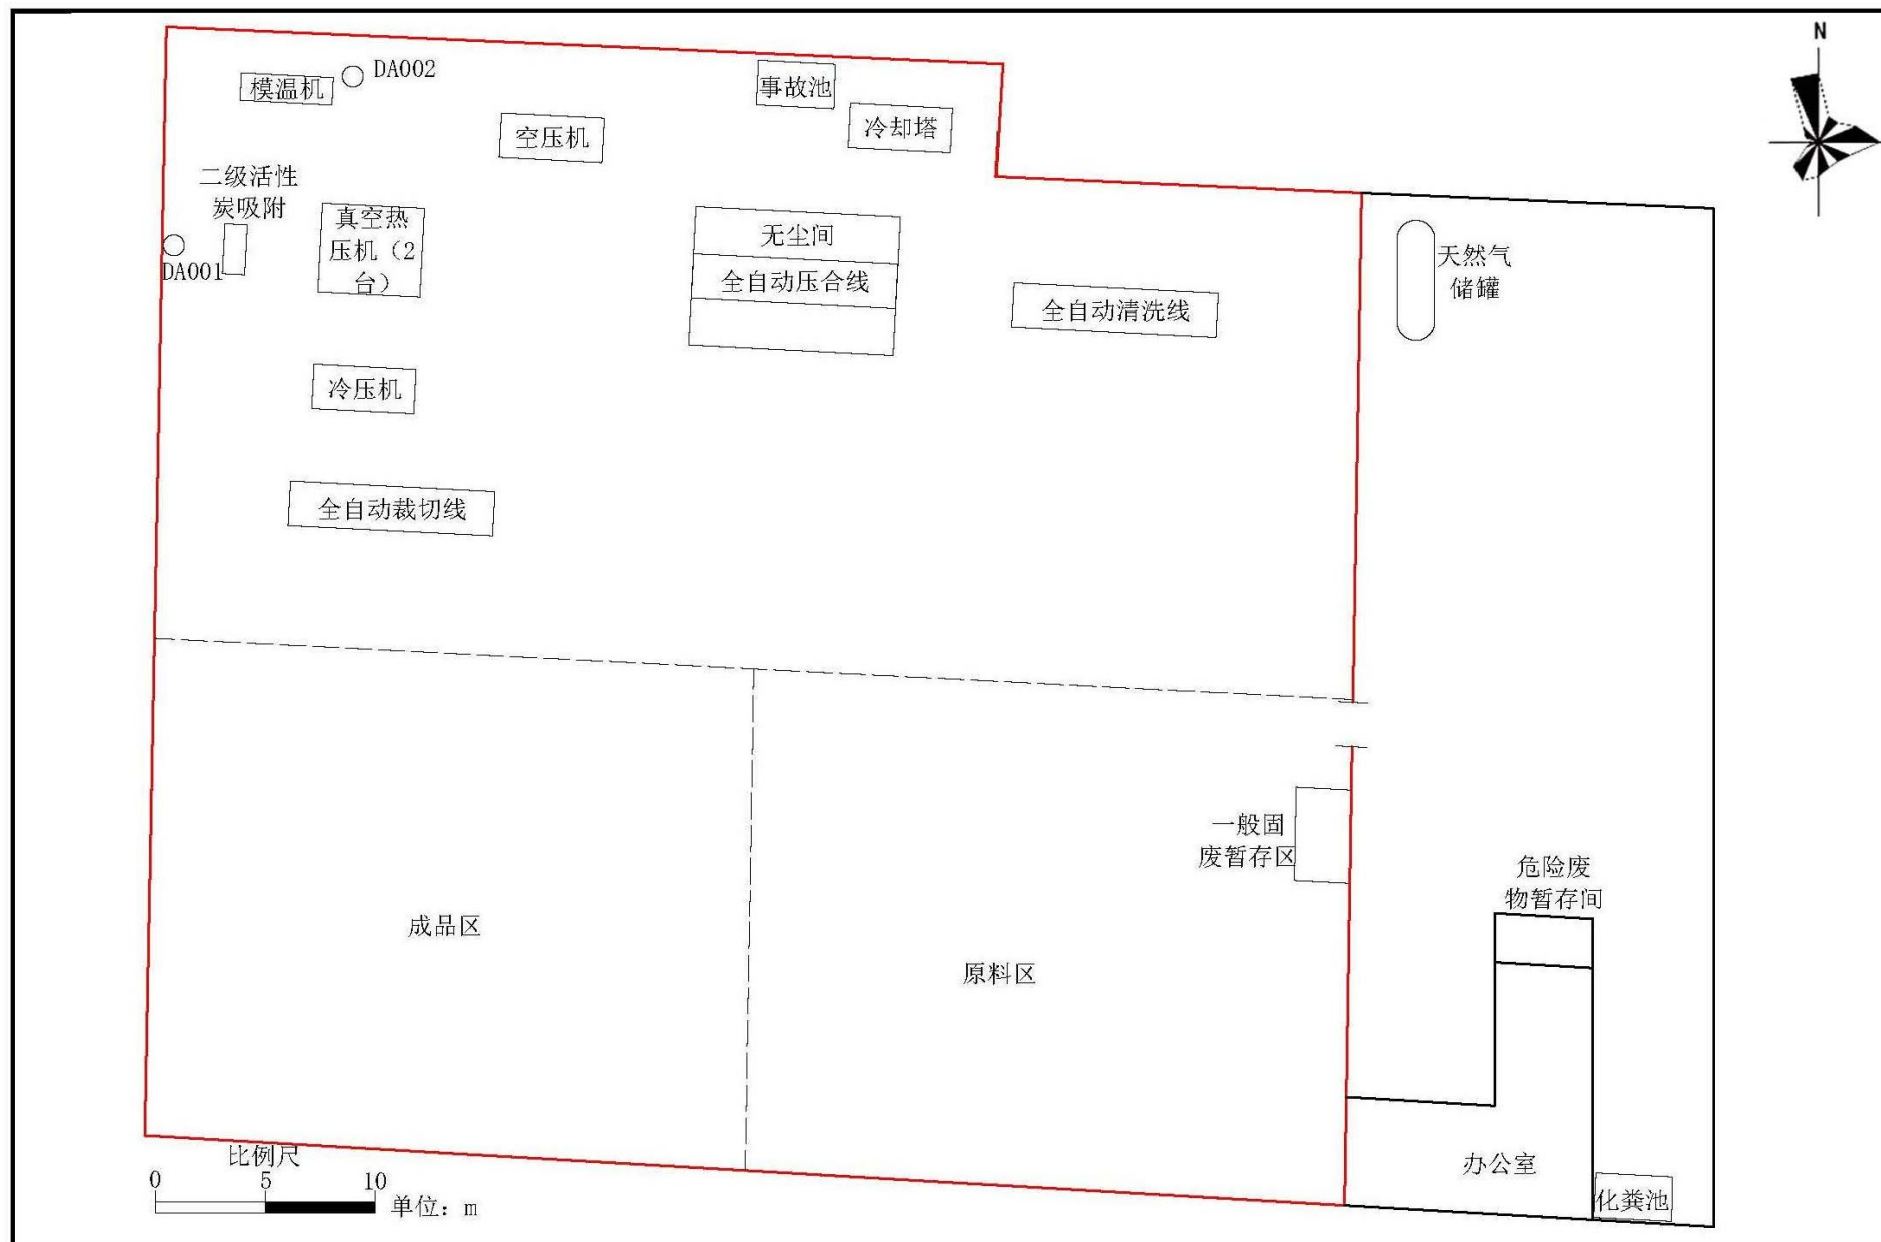 N
DA002
模温机
事故池
空压机
冷却塔
二级活性
炭吸附
真空热
压机（2
台）
DA001
无尘间
全自动压合线
全自动清洗线
天然气
储罐
冷压机
全自动裁切线
一般固
废暂存区
危险废
物暂存间
成品区
原料区
办公室
化粪池
比例尺
0 5 10
单位：m